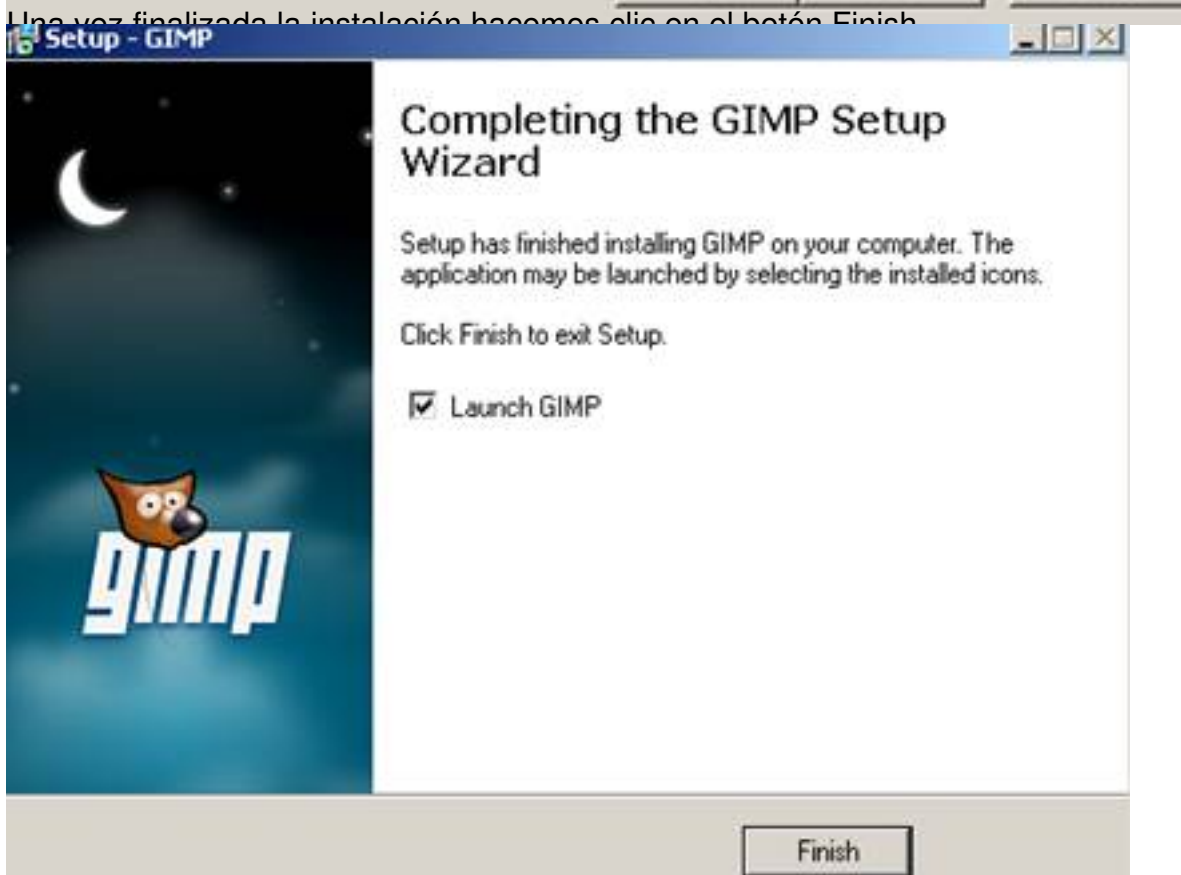 Una vez finalizada la instalación hacemos clic en el botón Finish
Setup - GIMP
Completing the GIMP Setup
Wizard
Setup has finished installing GIMP on your computer. The
application may be launched by selecting the installed icons.
Click Finish to exit Setup.
Launch GIMP
gimp
Finish